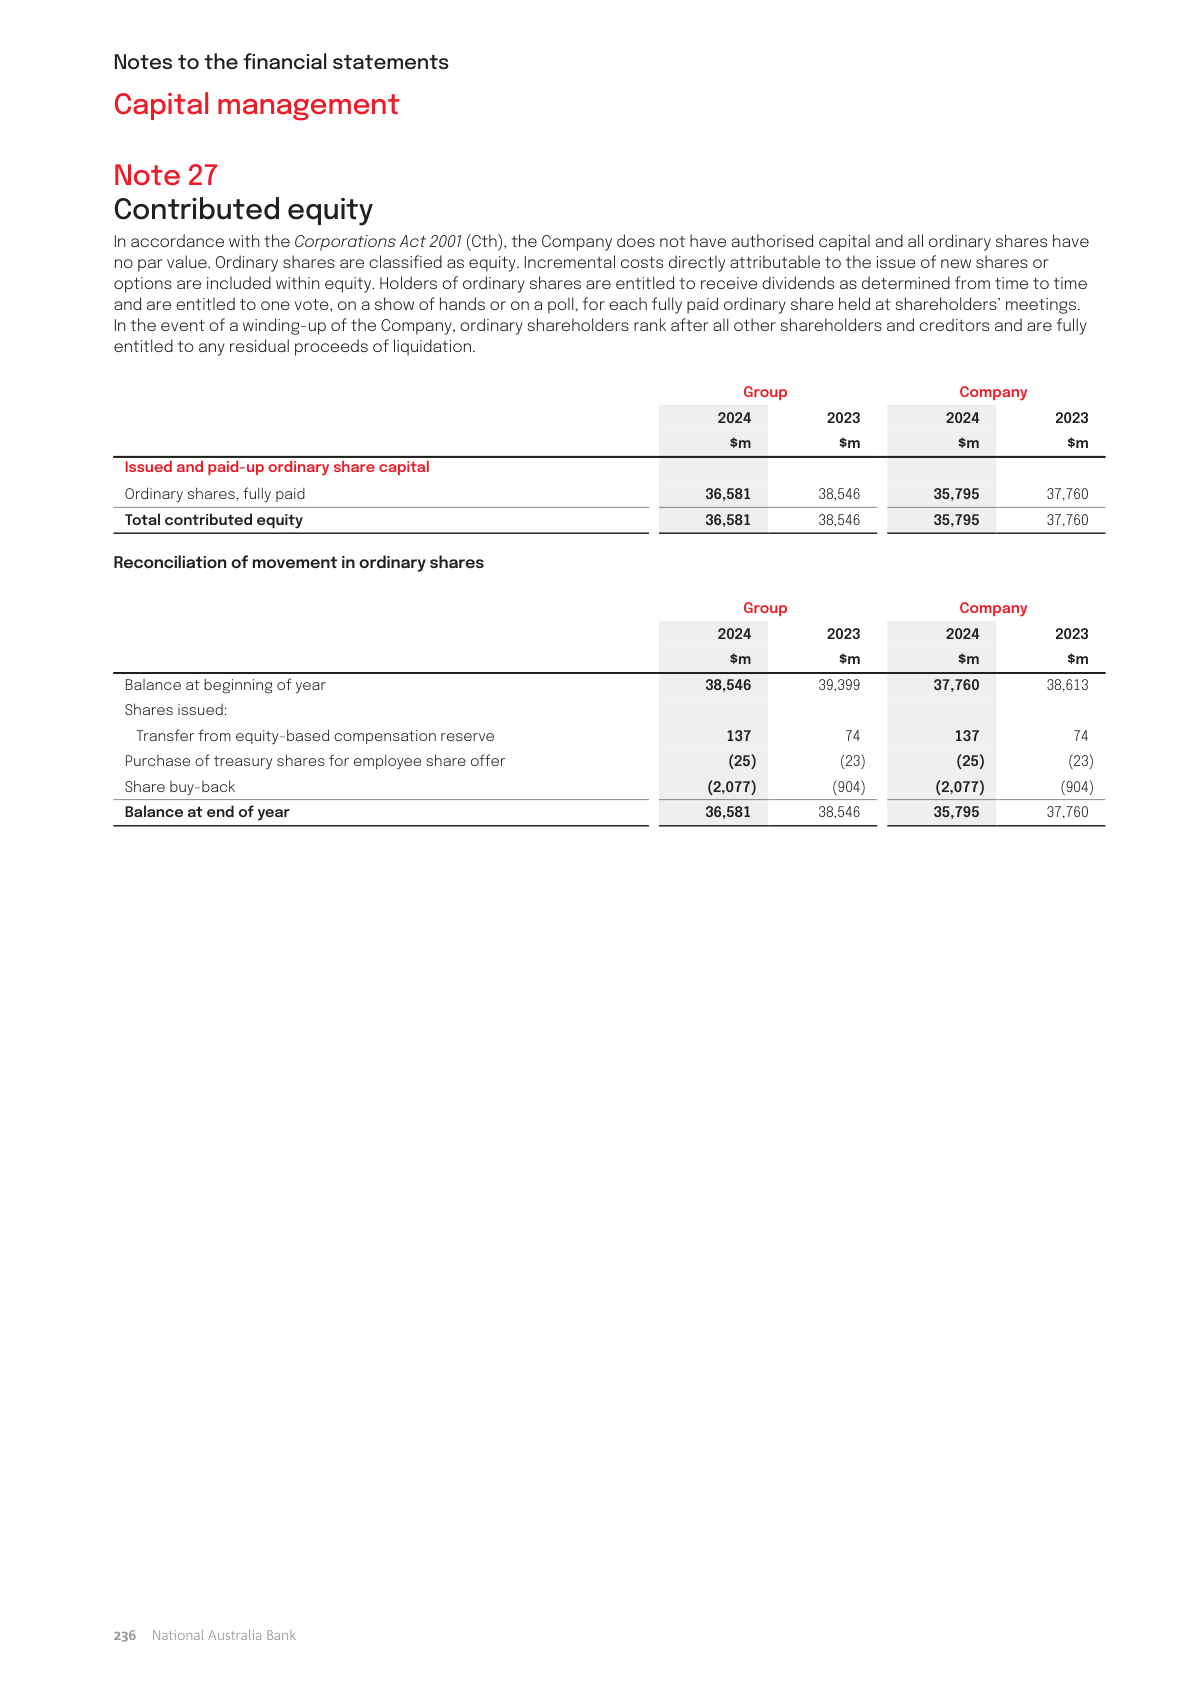 Notes to the financial statements
Capital management
Note 27
Contributed equity
In accordance with the Corporations Act 2001 (Cth), the Company does not have authorised capital and all ordinary shares have
no par value. Ordinary shares are classified as equity. Incremental costs directly attributable to the issue of new shares or
options are included within equity. Holders of ordinary shares are entitled to receive dividends as determined from time to time
and are entitled to one vote, on a show of hands or on a poll, for each fully paid ordinary share held at shareholders’ meetings.
In the event of a winding-up of the Company, ordinary shareholders rank after all other shareholders and creditors and are fully
entitled to any residual proceeds of liquidation.
Group Company
2024 2023 2024 2023
$m $m $m $m
Issued and paid-up ordinary share capital
Ordinary shares, fully paid 36,581 38,546 35,795 37,760
Total contributed equity 36,581 38,546 35,795 37,760
Reconciliation of movement in ordinary shares
Group Company
2024 2023 2024 2023
$m $m $m $m
Balance at beginning of year 38,546 39,399 37,760 38,613
Shares issued:
Transfer from equity-based compensation reserve 137 74 137 74
Purchase of treasury shares for employee share offer (25) (23) (25) (23)
Share buy-back (2,077) (904) (2,077) (904)
Balance at end of year 36,581 38,546 35,795 37,760
236 National Australia Bank